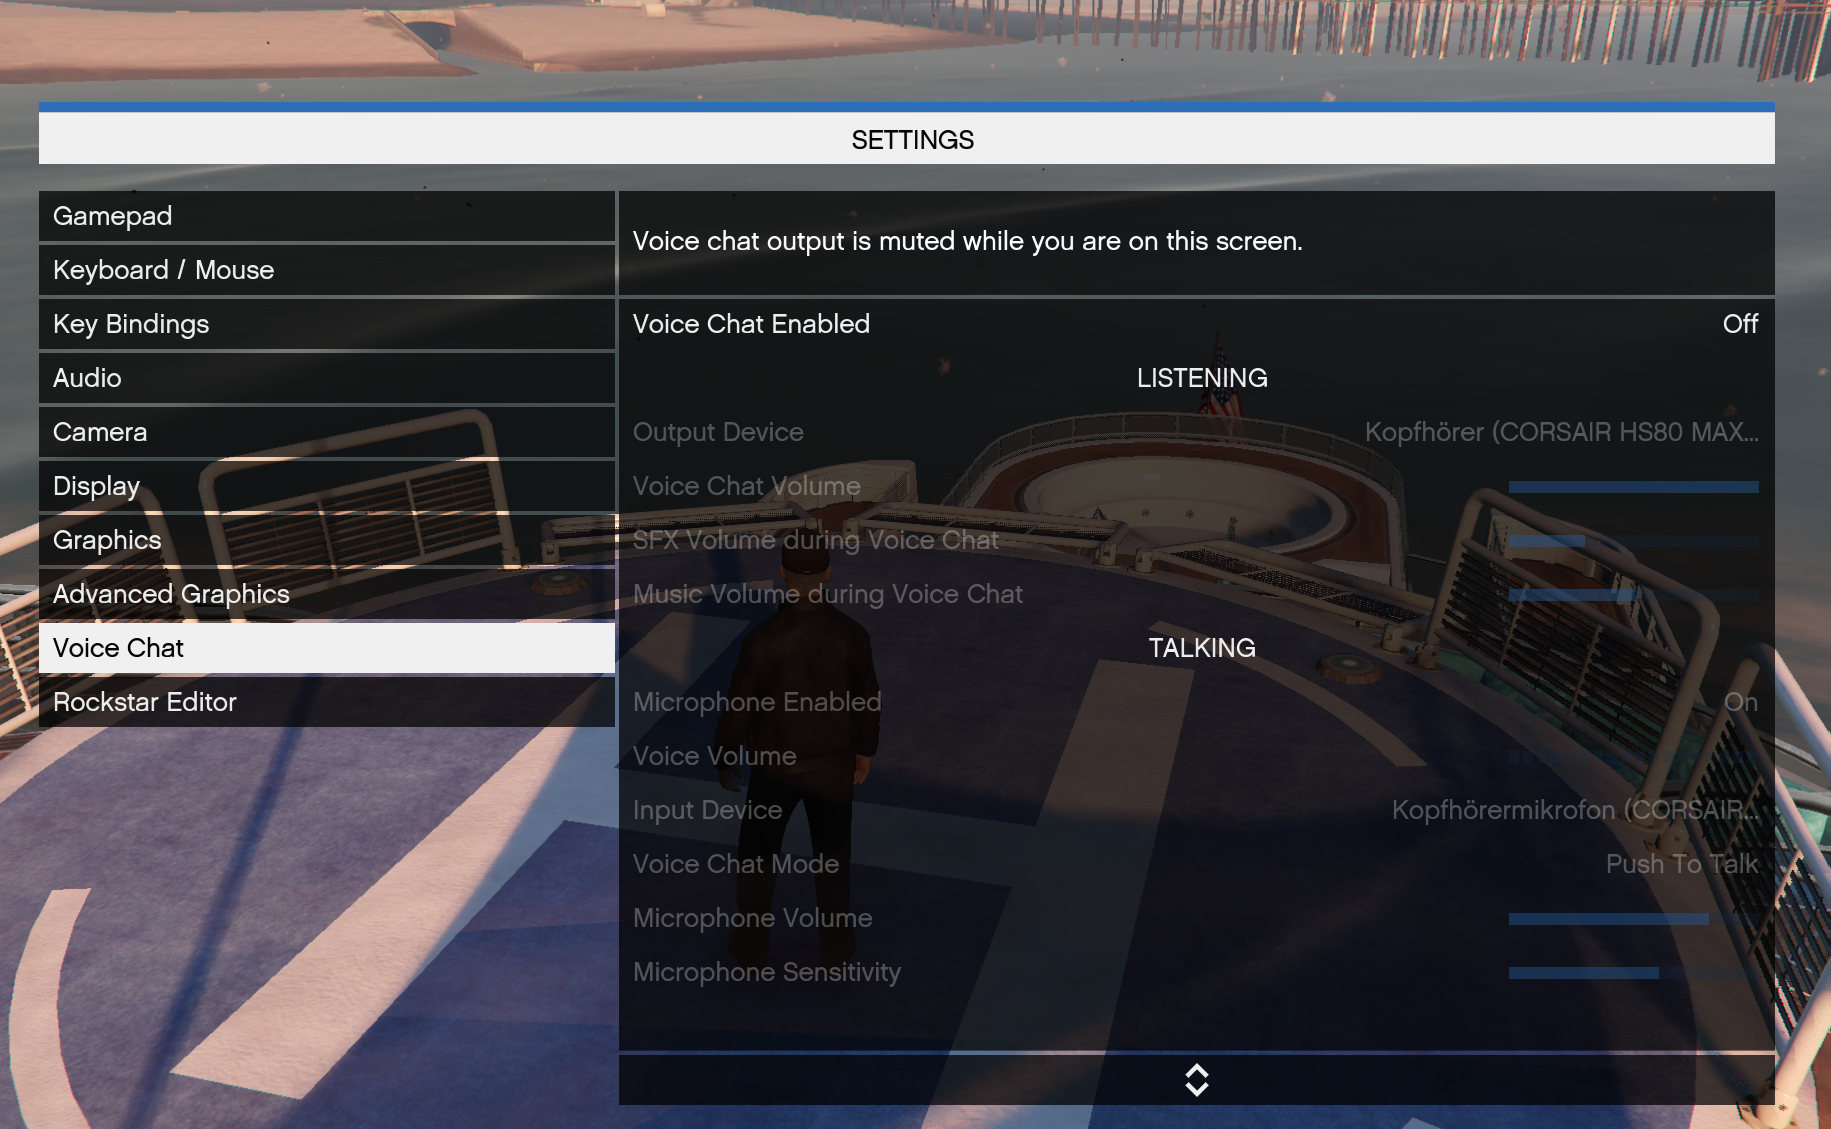 SETTINGS
Gamepad
Keyboard / Mouse
Key Bindings
Audio
Camera
Display
Graphics
Advanced Graphics
Voice Chat
Rockstar Editor
Voice chat output is muted while you are on this screen.
Voice Chat Enabled Off
LISTENING
Output Device Kopfhörer (CORSAIR HS80 MAX...
Voice Chat Volume
SFX Volume during Voice Chat
Music Volume during Voice Chat
TALKING
Microphone Enabled On
Voice Volume
Input Device Kopfhörermikrofon (CORSAIR...
Voice Chat Mode Push To Talk
Microphone Volume
Microphone Sensitivity